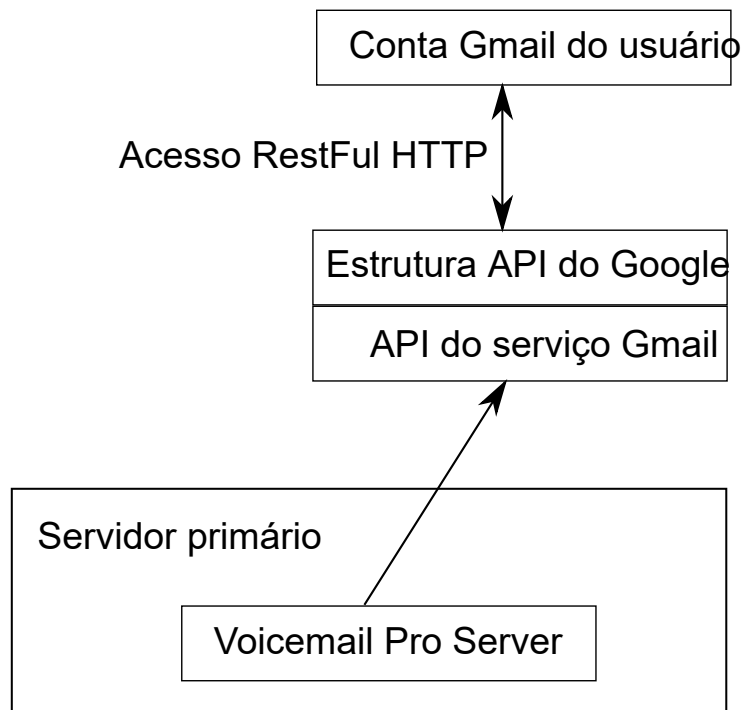 Conta Gmail do usuário
Acesso RestFul HTTP
Estrutura API do Google
API do serviço Gmail
Servidor primário
Voicemail Pro Server